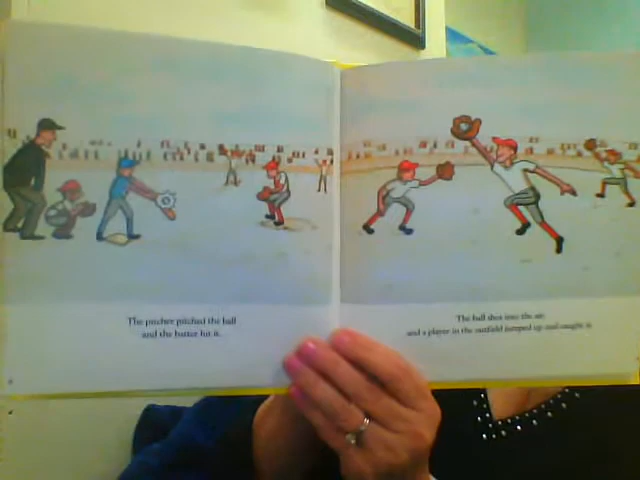 The pitcher pitched the ball
and the batter hit it.
The ball shot into the air,
and a player in the outfield jumped up and caught it.